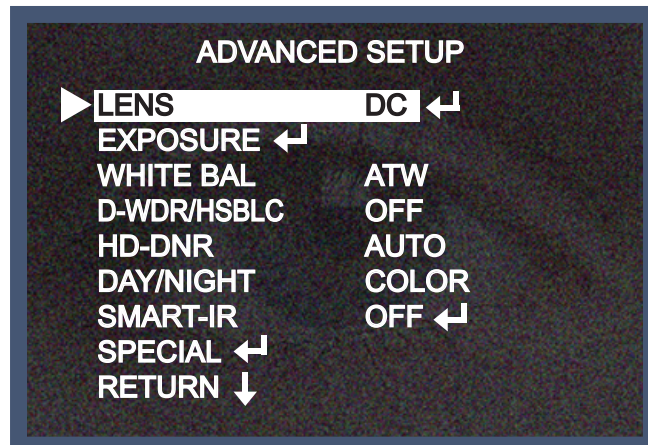 ADVANCED SETUP
LENS DC ↵
EXPOSURE ↵
WHITE BAL ATW
D-WDR/HSBLC OFF
HD-DNR AUTO
DAY/NIGHT COLOR
SMART-IR OFF ↵
SPECIAL ↵
RETURN ↓